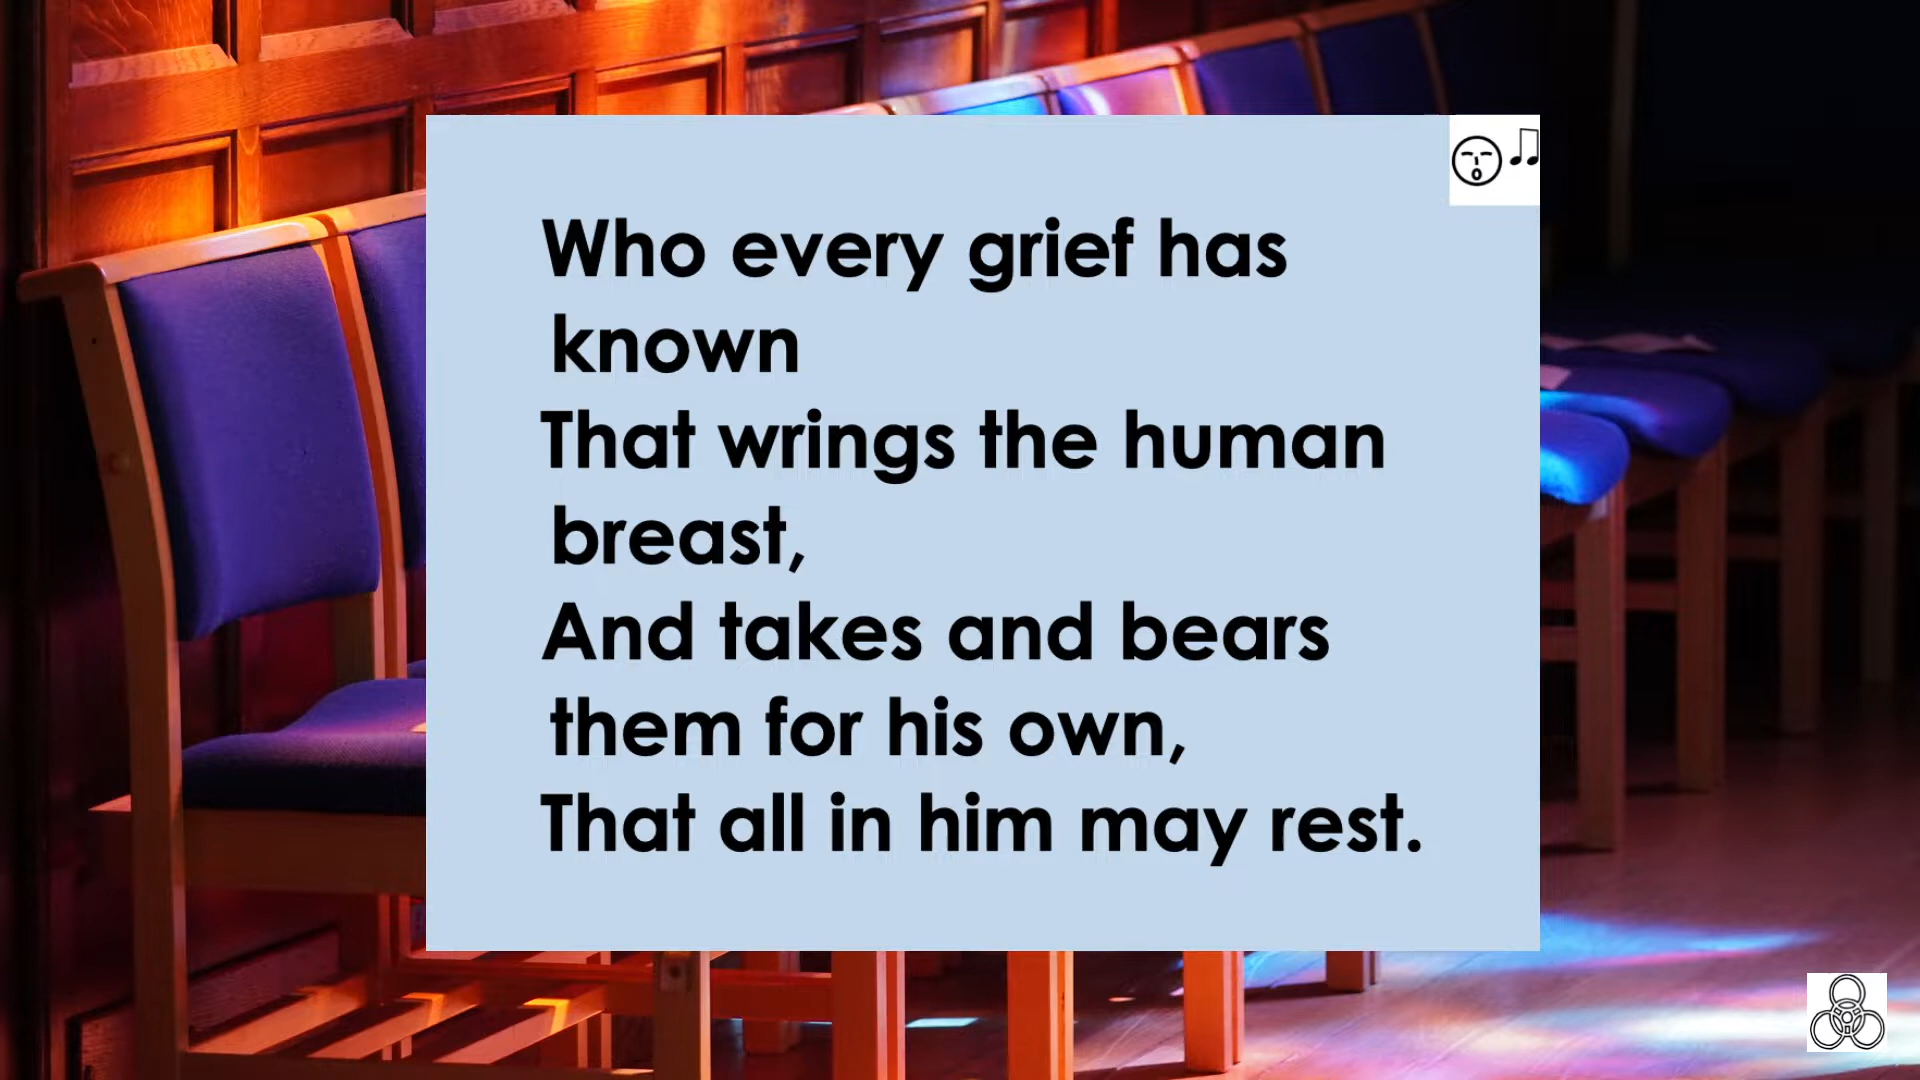 Who every grief has
known
That wrings the human
breast,
And takes and bears
them for his own,
That all in him may rest.